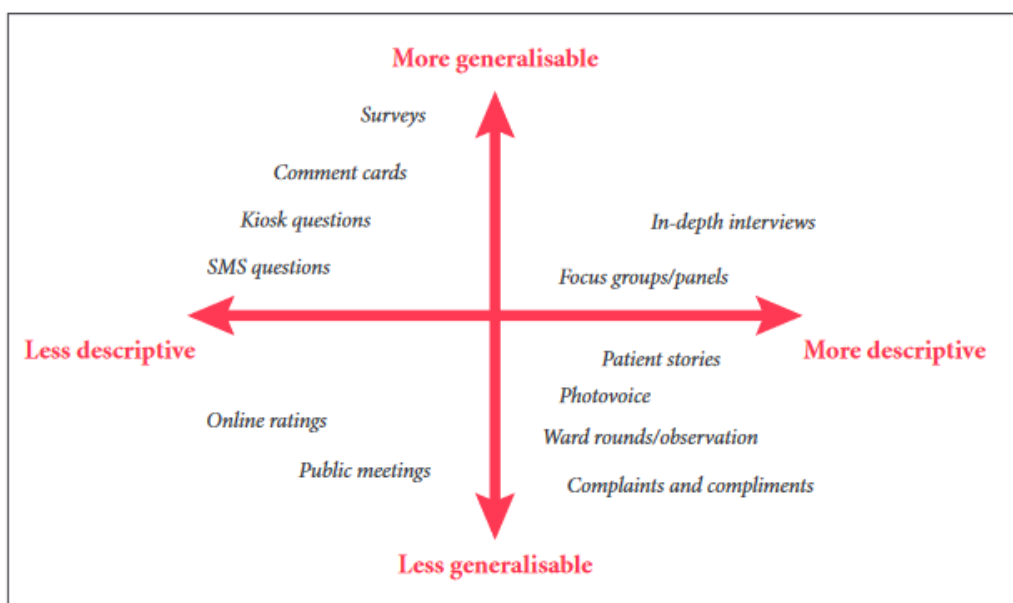 More generalisable
Surveys
Comment cards
Kiosk questions
In-depth interviews
SMS questions
Focus groups/panels
Less descriptive
More descriptive
Patient stories
Photovoice
Online ratings
Ward rounds/observation
Public meetings
Complaints and compliments
Less generalisable